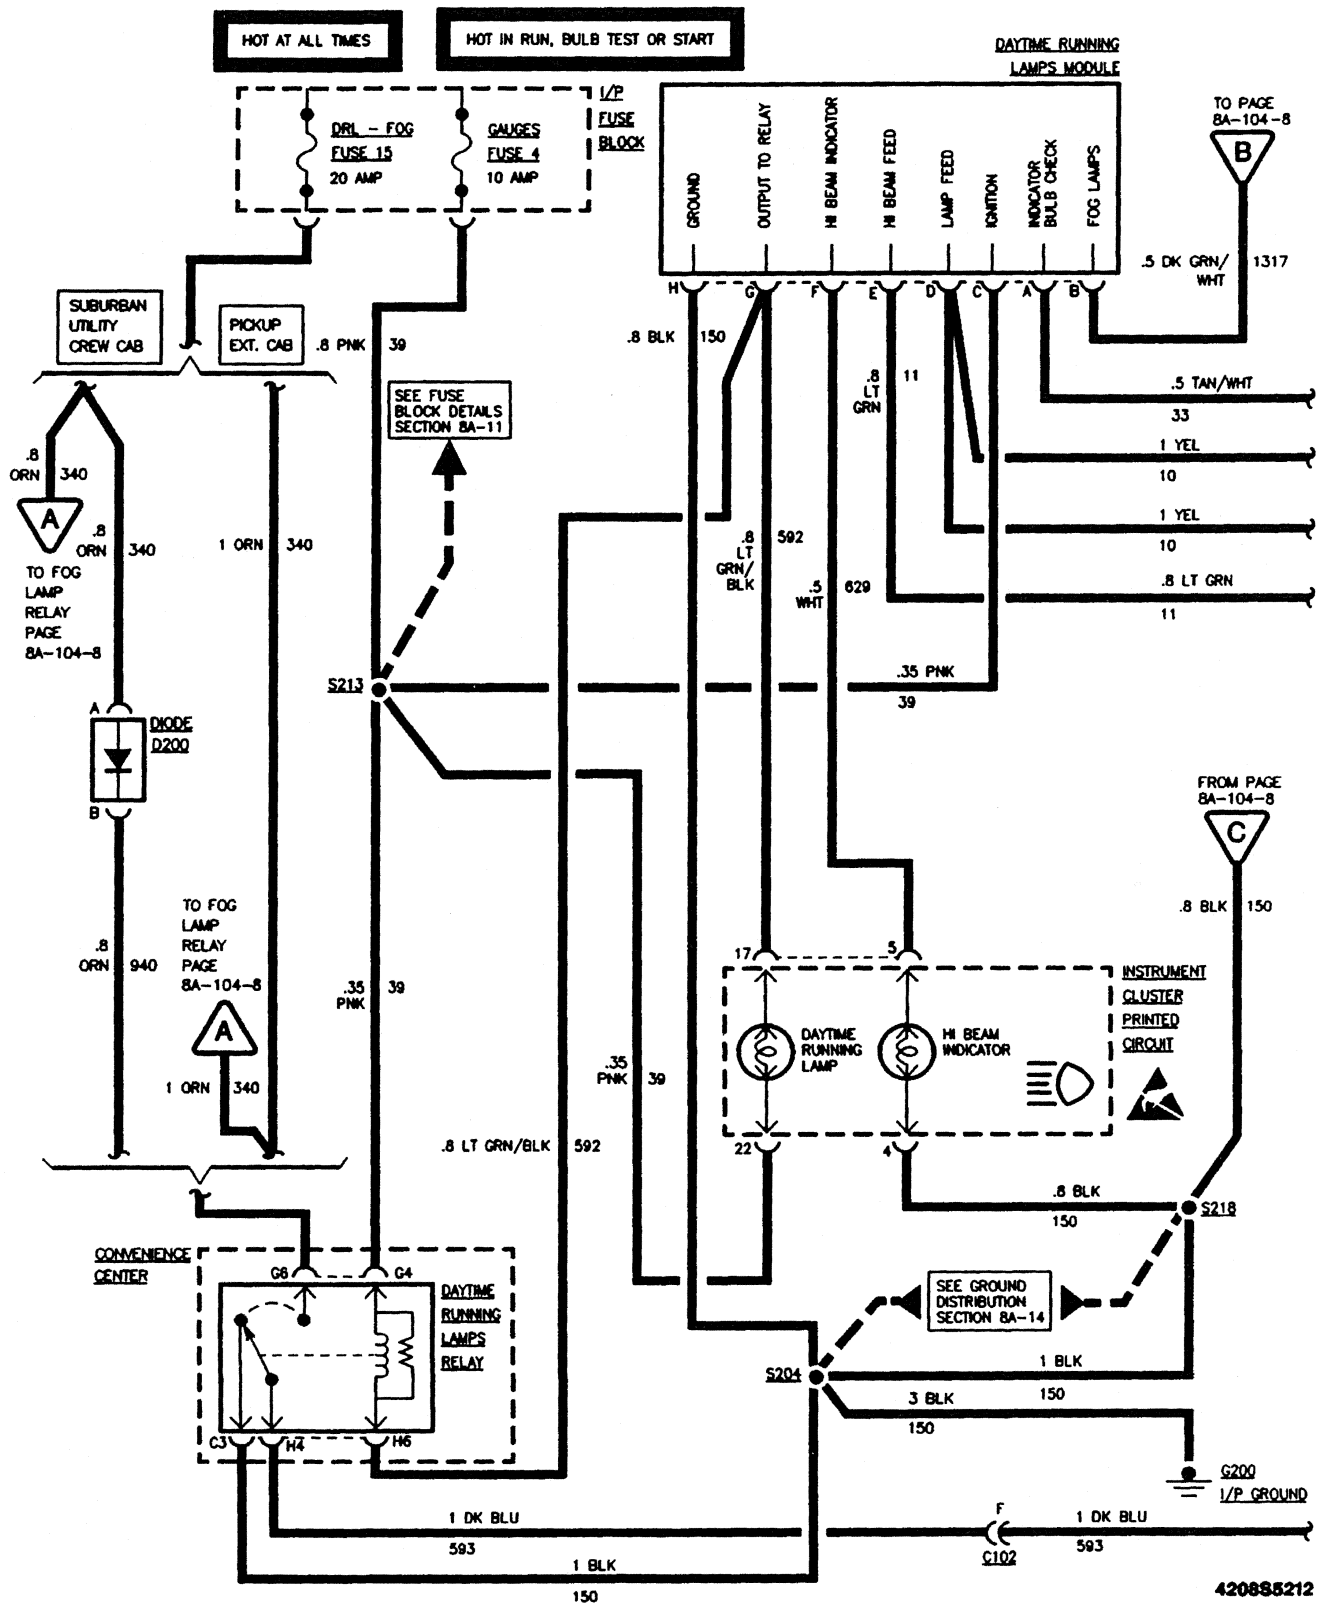 HOT AT ALL TIMES
HOT IN RUN, BULB TEST OR START
DAYTIME RUNNING
LAMPS MODULE
I/P
FUSE
BLOCK
DRL – FOG
FUSE 15
20 AMP
GAUGES
FUSE 4
10 AMP
GROUND
OUTPUT TO RELAY
HI BEAM INDICATOR
HI BEAM FEED
LAMP FEED
IGNITION
INDICATOR
BULB CHECK
FOG LAMPS
TO PAGE
8A-104-8
B
.5 DK GRN/
WHT
1317
H
G
F
E
D
C
A
B
SUBURBAN
UTILITY
CREW CAB
PICKUP
EXT. CAB
.8 PNK
39
.8 BLK
150
.8
LT
GRN
11
.5 TAN/WHT
33
1 YEL
10
1 YEL
10
.8 LT GRN
11
SEE FUSE
BLOCK DETAILS
SECTION 8A-11
.8
ORN
340
A
TO FOG
LAMP
RELAY
PAGE
8A-104-8
.8
ORN
340
1 ORN
340
.8
LT
GRN/
BLK
592
.5
WHT
629
S213
.35 PNK
39
A
DIODE
D200
B
FROM PAGE
8A-104-8
C
.8 BLK
150
TO FOG
LAMP
RELAY
PAGE
8A-104-8
A
.8
ORN
940
.35
PNK
39
17
5
INSTRUMENT
CLUSTER
PRINTED
CIRCUIT
DAYTIME
RUNNING
LAMP
HI BEAM
INDICATOR
.35
PNK
39
1 ORN
340
.8 LT GRN/BLK
592
22
4
.8 BLK
150
S218
CONVENIENCE
CENTER
G6
G4
DAYTIME
RUNNING
LAMPS
RELAY
SEE GROUND
DISTRIBUTION
SECTION 8A-14
S204
1 BLK
150
3 BLK
150
C3
H4
H6
G200
I/P GROUND
1 DK BLU
593
F
C102
1 DK BLU
593
1 BLK
150
4208S5212